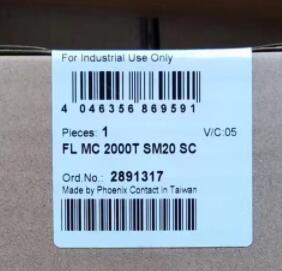 For Industrial Use Only
4 046356 869591
Pieces: 1 V/C:05
FL MC 2000T SM20 SC
Ord.No.: 2891317
Made by Phoenix Contact in Taiwan